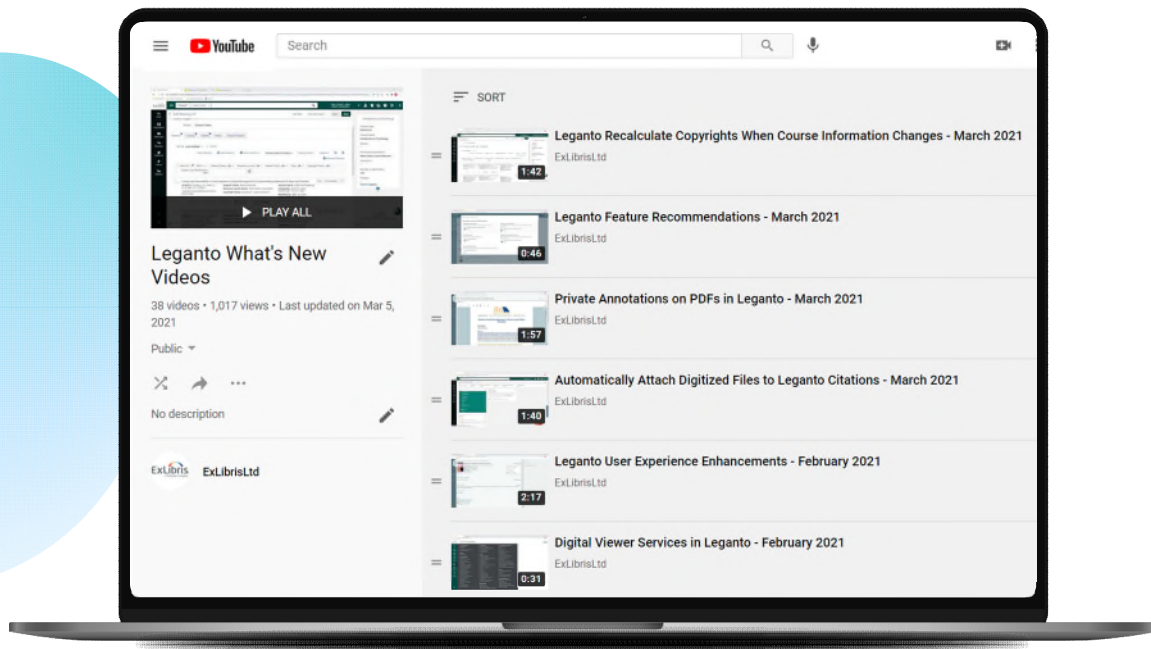 YouTube
Search
PLAY ALL
Leganto What's New
Videos
38 videos • 1,017 views • Last updated on Mar 5,
2021
Public
No description
ExLibris
ExLibrisLtd
SORT
Leganto Recalculate Copyrights When Course Information Changes - March 2021
ExLibrisLtd
1:42
Leganto Feature Recommendations - March 2021
ExLibrisLtd
0:46
Private Annotations on PDFs in Leganto - March 2021
ExLibrisLtd
1:57
Automatically Attach Digitized Files to Leganto Citations - March 2021
ExLibrisLtd
1:40
Leganto User Experience Enhancements - February 2021
ExLibrisLtd
2:17
Digital Viewer Services in Leganto - February 2021
ExLibrisLtd
0:31